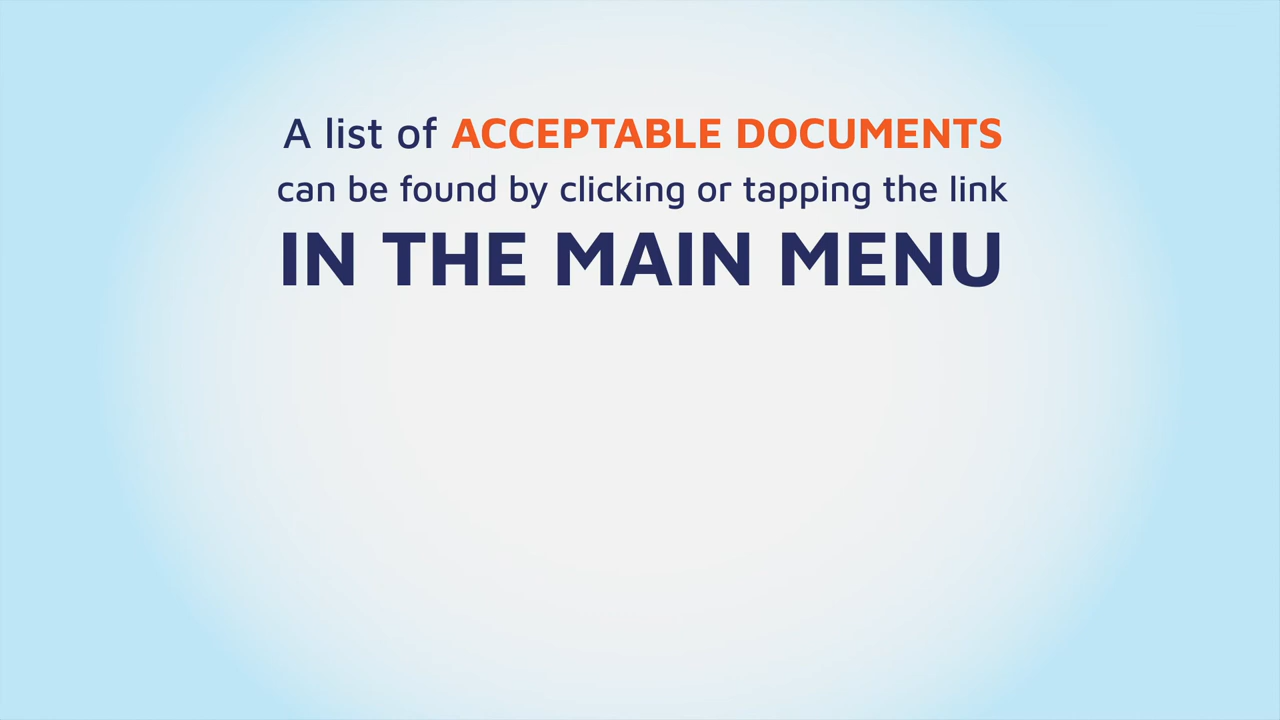 A list of ACCEPTABLE DOCUMENTS
can be found by clicking or tapping the link
IN THE MAIN MENU